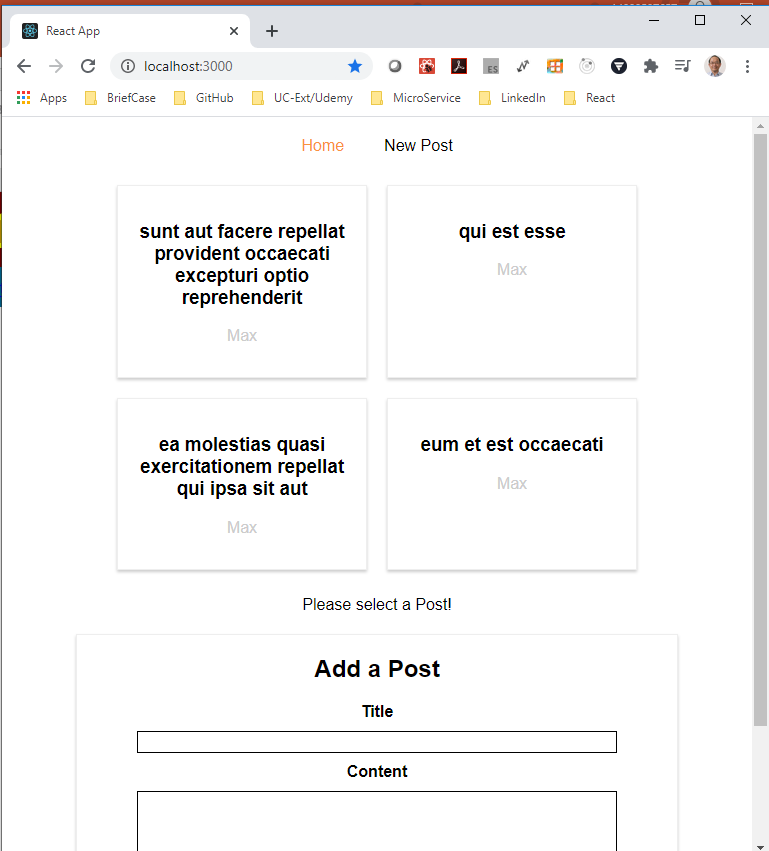 React App
localhost:3000
Apps BriefCase GitHub UC-Ext/Udemy MicroService LinkedIn React
Home New Post
sunt aut facere repellat
provident occaecati
excepturi optio
reprehenderit
Max
qui est esse
Max
ea molestias quasi
exercitationem repellat
qui ipsa sit aut
Max
eum et est occaecati
Max
Please select a Post!
Add a Post
Title
Content